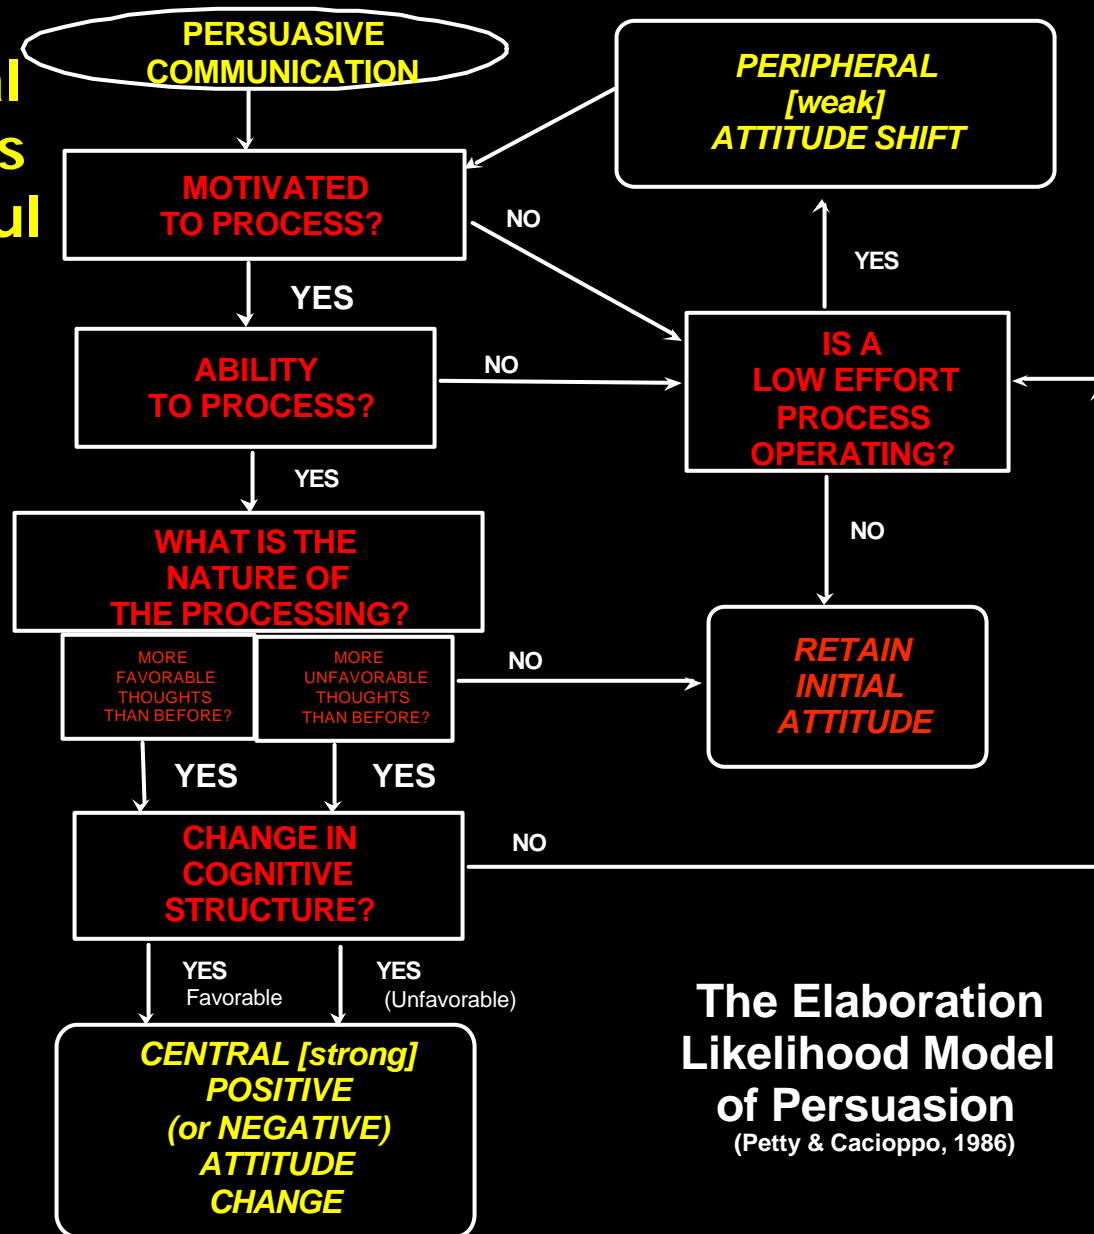 PERSUASIVE
COMMUNICATION
al
s
ul
PERIPHERAL
[weak]
ATTITUDE SHIFT
MOTIVATED
TO PROCESS?
NO
YES
YES
ABILITY
TO PROCESS?
NO
IS A
LOW EFFORT
PROCESS
OPERATING?
YES
NO
WHAT IS THE
NATURE OF
THE PROCESSING?
MORE
FAVORABLE
THOUGHTS
THAN BEFORE?
MORE
UNFAVORABLE
THOUGHTS
THAN BEFORE?
NO
RETAIN
INITIAL
ATTITUDE
YES
YES
CHANGE IN
COGNITIVE
STRUCTURE?
NO
YES
Favorable
YES
(Unfavorable)
CENTRAL [strong]
POSITIVE
(or NEGATIVE)
ATTITUDE
CHANGE
The Elaboration
Likelihood Model
of Persuasion
(Petty & Cacioppo, 1986)